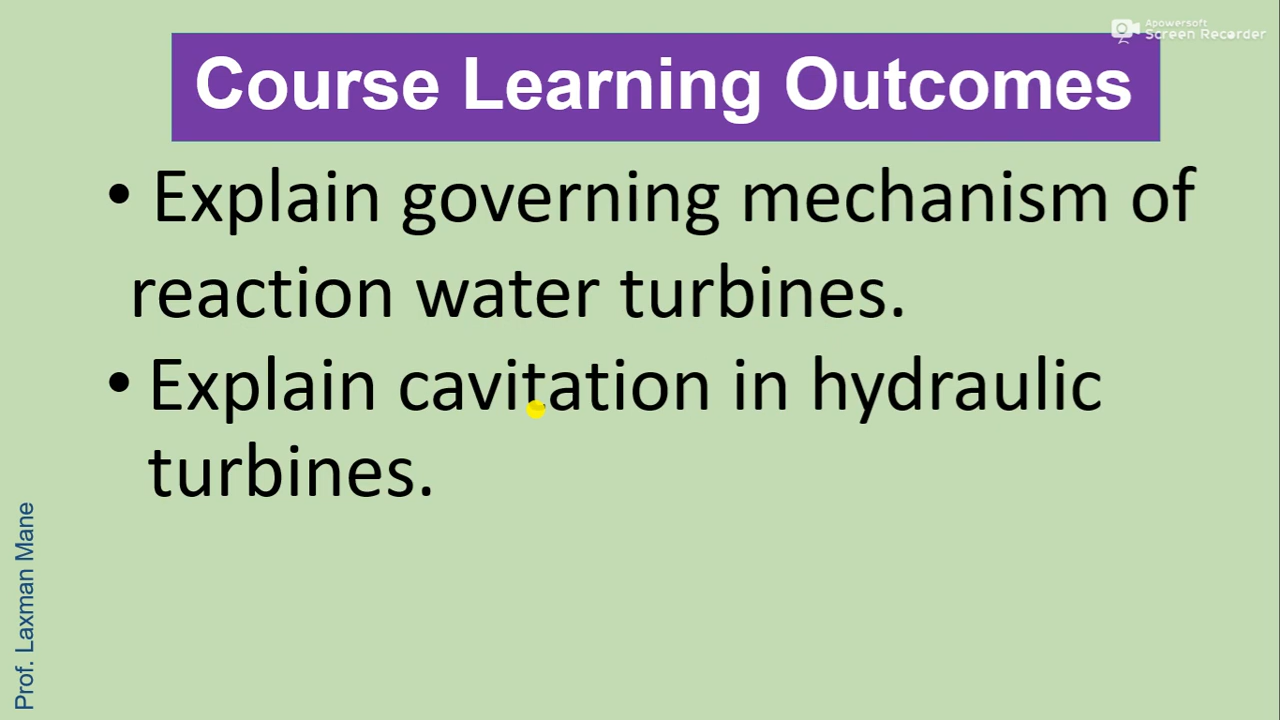 Apowersoft
Screen Recorder
Course Learning Outcomes
• Explain governing mechanism of
reaction water turbines.
• Explain cavitation in hydraulic
turbines.
Prof. Laxman Mane